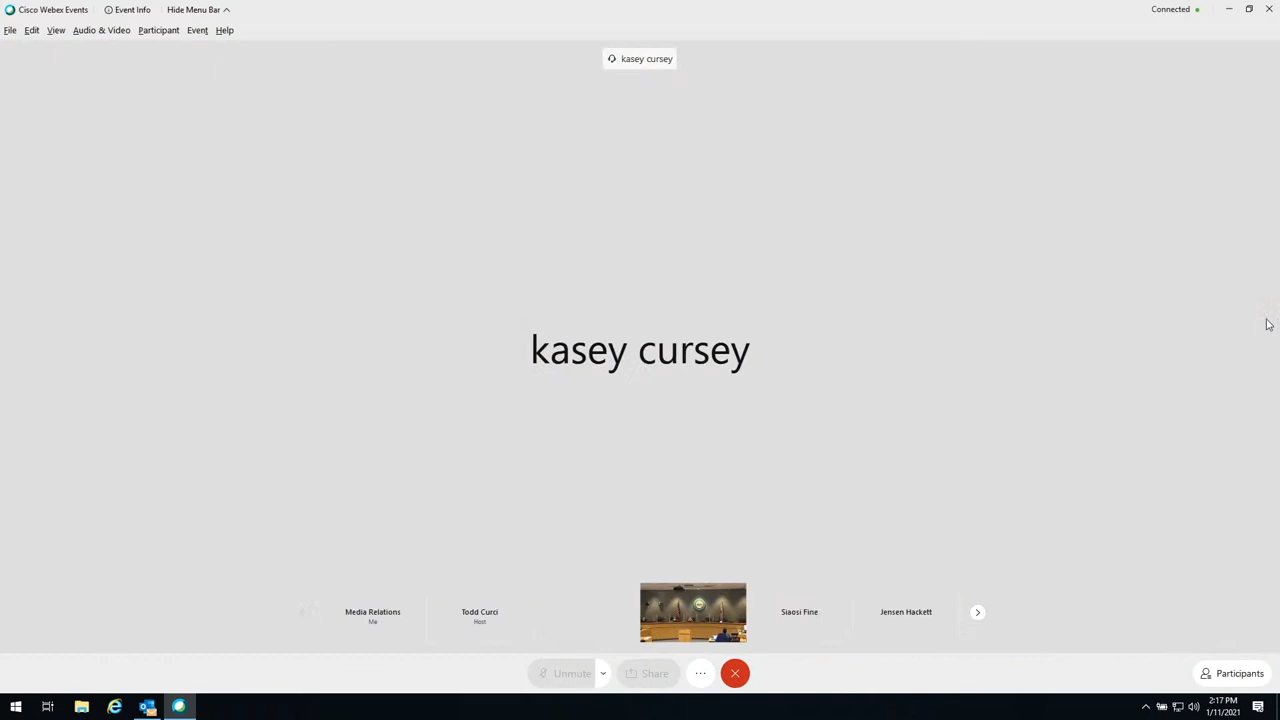 Cisco Webex Events
Event Info
Hide Menu Bar
Connected
File
Edit
View
Audio & Video
Participant
Event
Help
kasey cursey
kasey cursey
Media Relations
Me
Todd Curci
Host
Siaosi Fine
Jensen Hackett
Unmute
Share
Participants
2:17 PM
1/11/2021